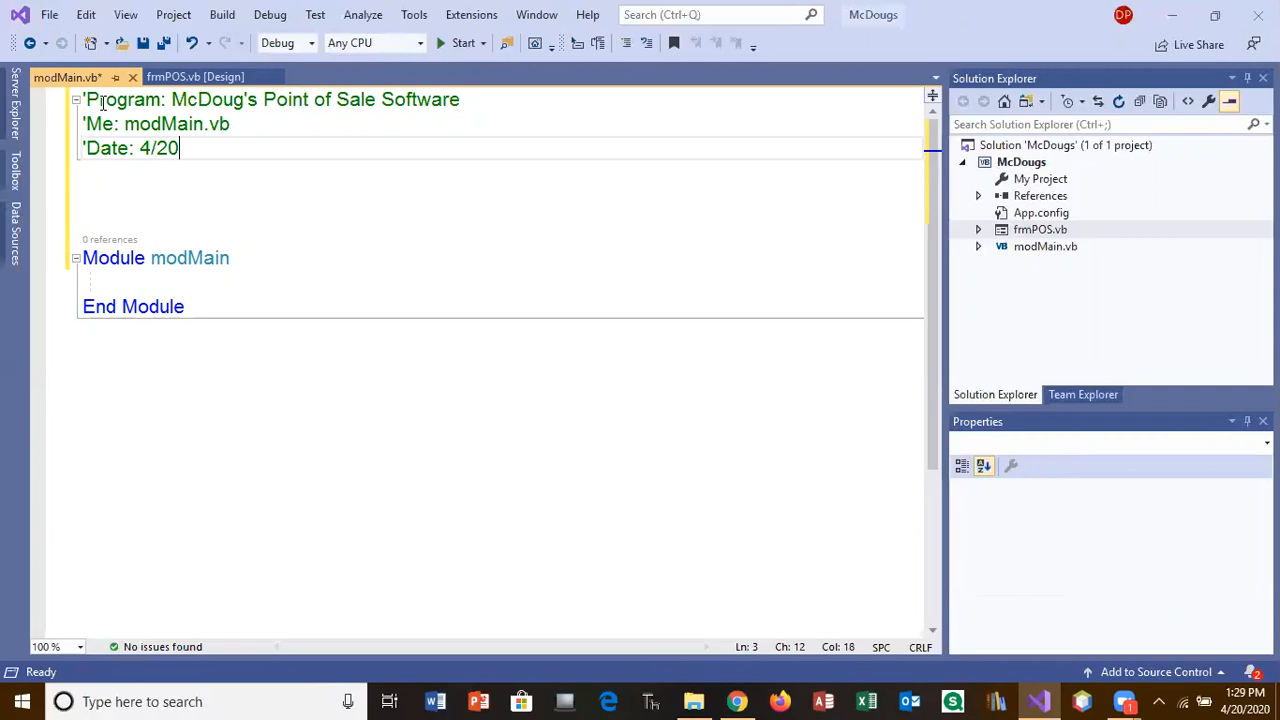 File Edit View Project Build Debug Test Analyze Tools Extensions Window Help Search (Ctrl+Q) McDougs DP
Debug Any CPU Start Live Share
modMain.vb* frmPOS.vb [Design]
Server Explorer
Toolbox
Data Sources
'Program: McDoug's Point of Sale Software
'Me: modMain.vb
'Date: 4/20
0 references
Module modMain
End Module
100 % No issues found Ln: 3 Ch: 12 Col: 18 SPC CRLF
Solution Explorer
Search Solution Explorer (Ctrl+;)
Solution 'McDougs' (1 of 1 project)
VB McDougs
My Project
References
App.config
frmPOS.vb
VB modMain.vb
Solution Explorer Team Explorer
Properties
Ready Add to Source Control 2
Type here to search 1:29 PM
4/20/2020